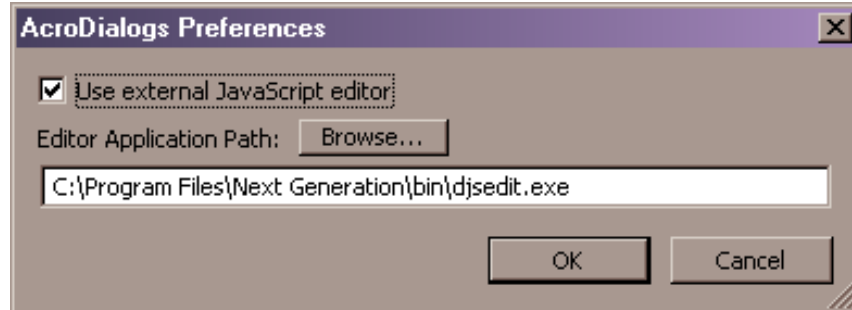 AcroDialogs Preferences
Use external JavaScript editor
Editor Application Path: Browse...
C:\Program Files\Next Generation\bin\djsedit.exe
OK Cancel